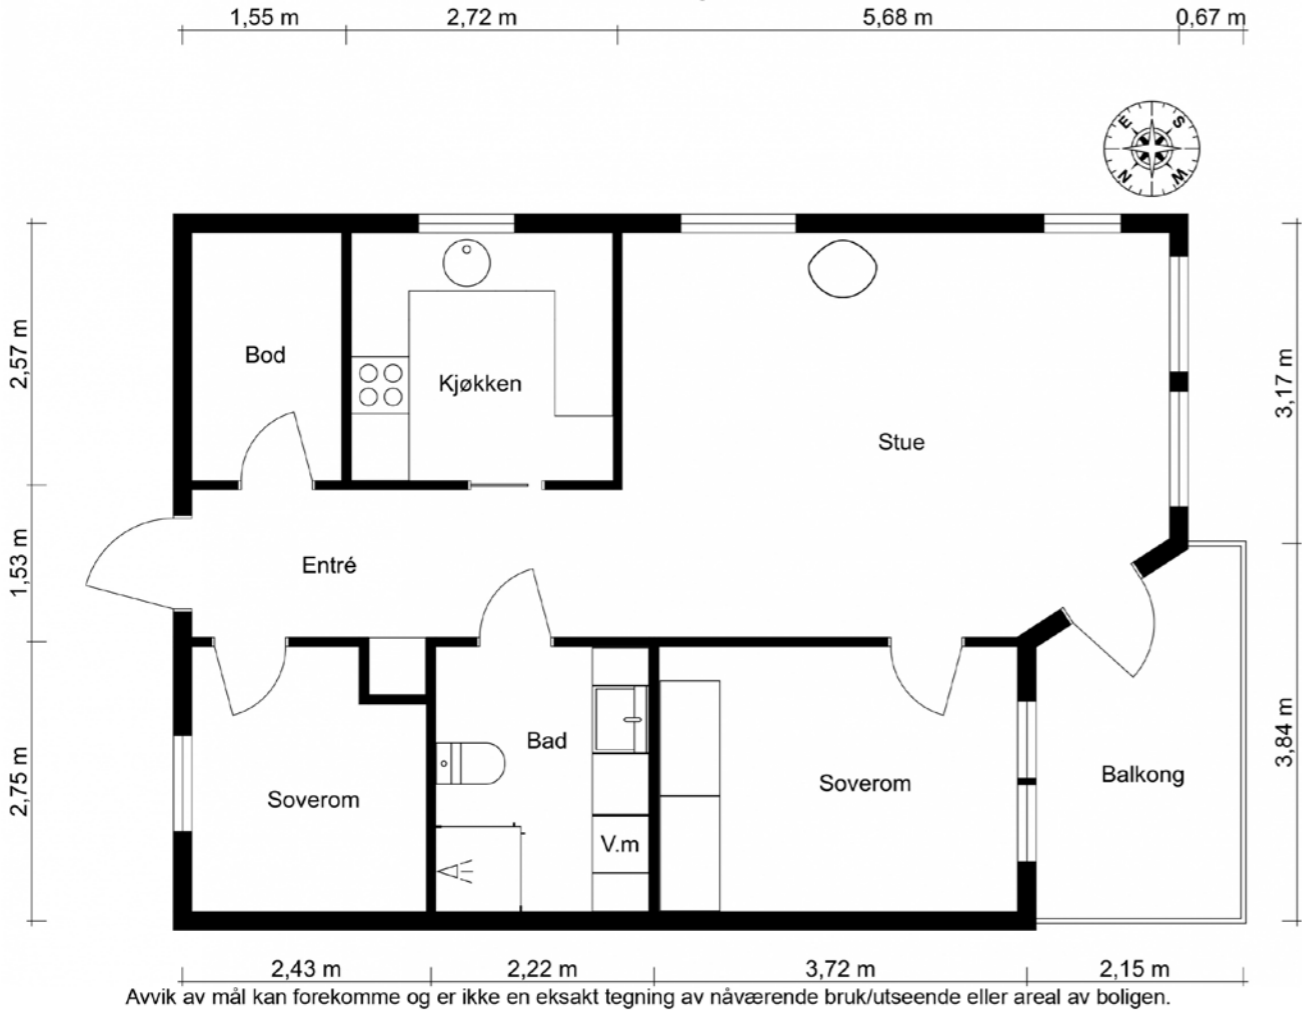 1,55 m
2,72 m
5,68 m
0,67 m
E
S
N
W
2,57 m
Bod
Kjøkken
Stue
3,17 m
1,53 m
Entré
2,75 m
Soverom
Bad
V.m
Soverom
Balkong
3,84 m
2,43 m
2,22 m
3,72 m
2,15 m
Avvik av mål kan forekomme og er ikke en eksakt tegning av nåværende bruk/utseende eller areal av boligen.